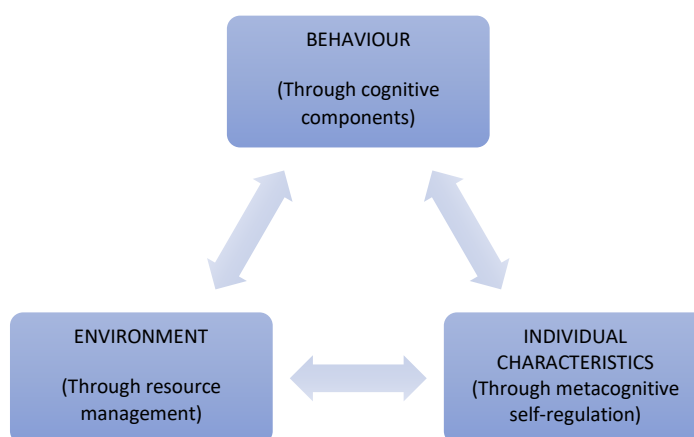 BEHAVIOUR
(Through cognitive
components)
ENVIRONMENT
(Through resource
management)
INDIVIDUAL
CHARACTERISTICS
(Through metacognitive
self-regulation)